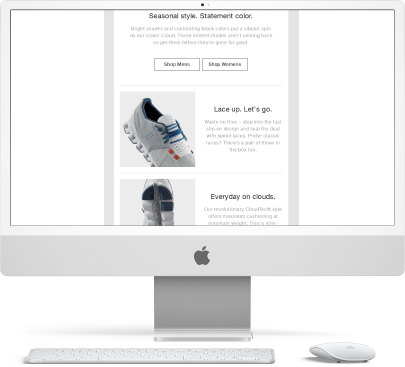 Seasonal style. Statement color.
Bright shades and contrasting black colors put a vibrant spin
on our iconic Cloud. These limited shades aren't coming back
so get them before they're gone for good.
Shop Mens
Shop Womens
Lace up. Let's go.
Waste no time – step into the fast
slip-on design and seal the deal
with speed laces. Prefer classic
laces? There's a pair of those in
the box too.
Everyday on clouds.
Our revolutionary CloudTec® sole
offers maximum cushioning at
minimum weight. This is